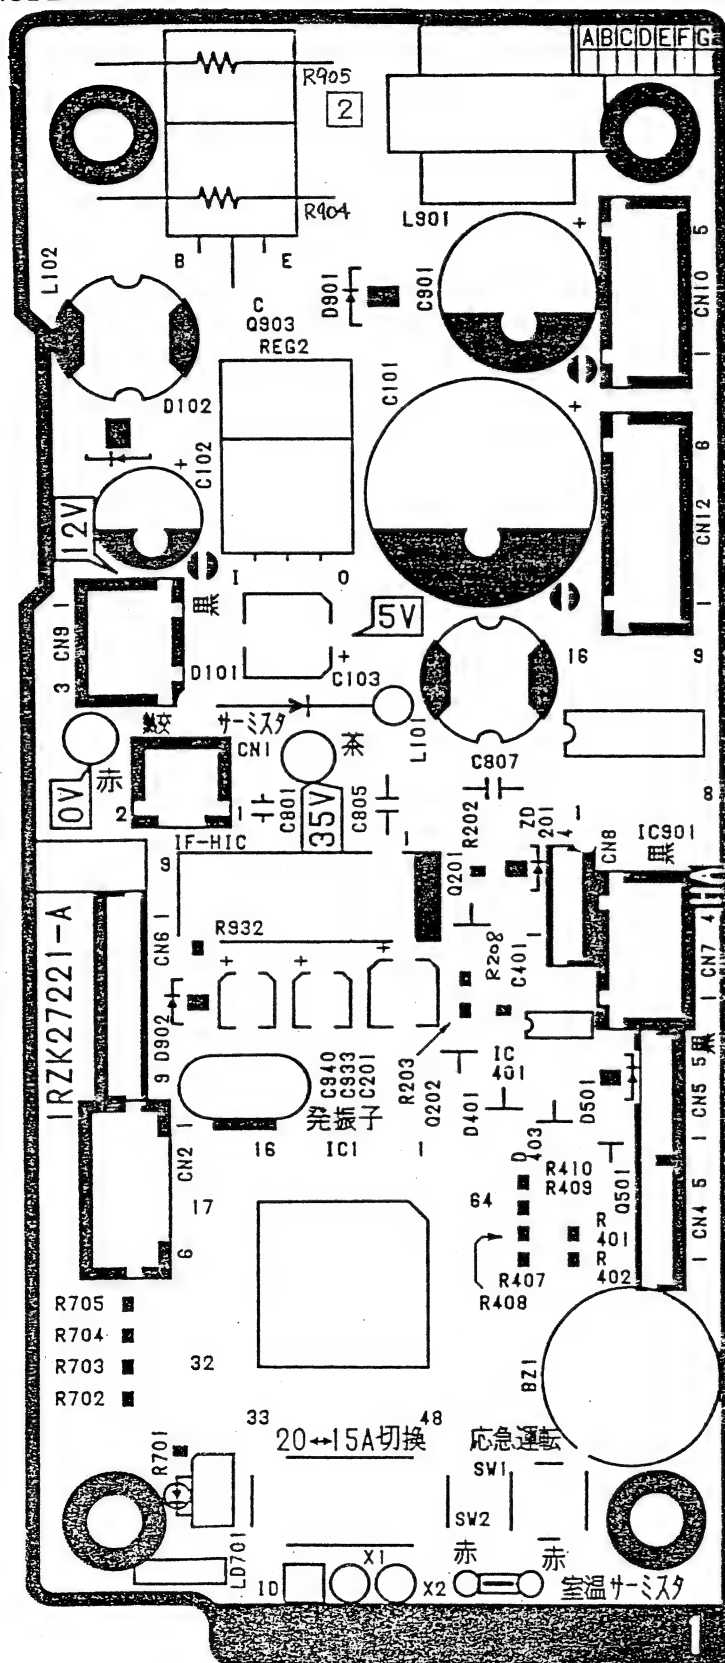 A B C D E F G
R905
2
R904
L901
B E
C
Q903
REG2
L102
D901
C901
5 CN10 1
D102
C101
C102
8 CN12 1
12V
I O
黒
3 CN9 1
5V
D101
C103
16 9
L101
熱交 サーミスタ
CN1
茶
赤
0V
2 1
C801
35V
C805
C807
R202
ZD
201
8
IC901
黒
CN8
4 1
IF-HIC
9 1
Q201
R932
CN6 1
R208
C401
1 CN7 4
1RZK27221-A
9 D902
C940
C933
C201
R203
Q202
IC
401
D401
D501
黒
1 CN5 5
発振子
16 IC1 1
D
403
R410
R409
Q501
1 CN4 5
1
CN2
6
17
64
R
401
R
402
R407
R408
R705
R704
R703
R702
32
BZ1
33 48
20↔15A切換
応急運転
R701
SW1
SW2
赤 赤
LD701
ID
X1
X2
室温サーミスタ
1